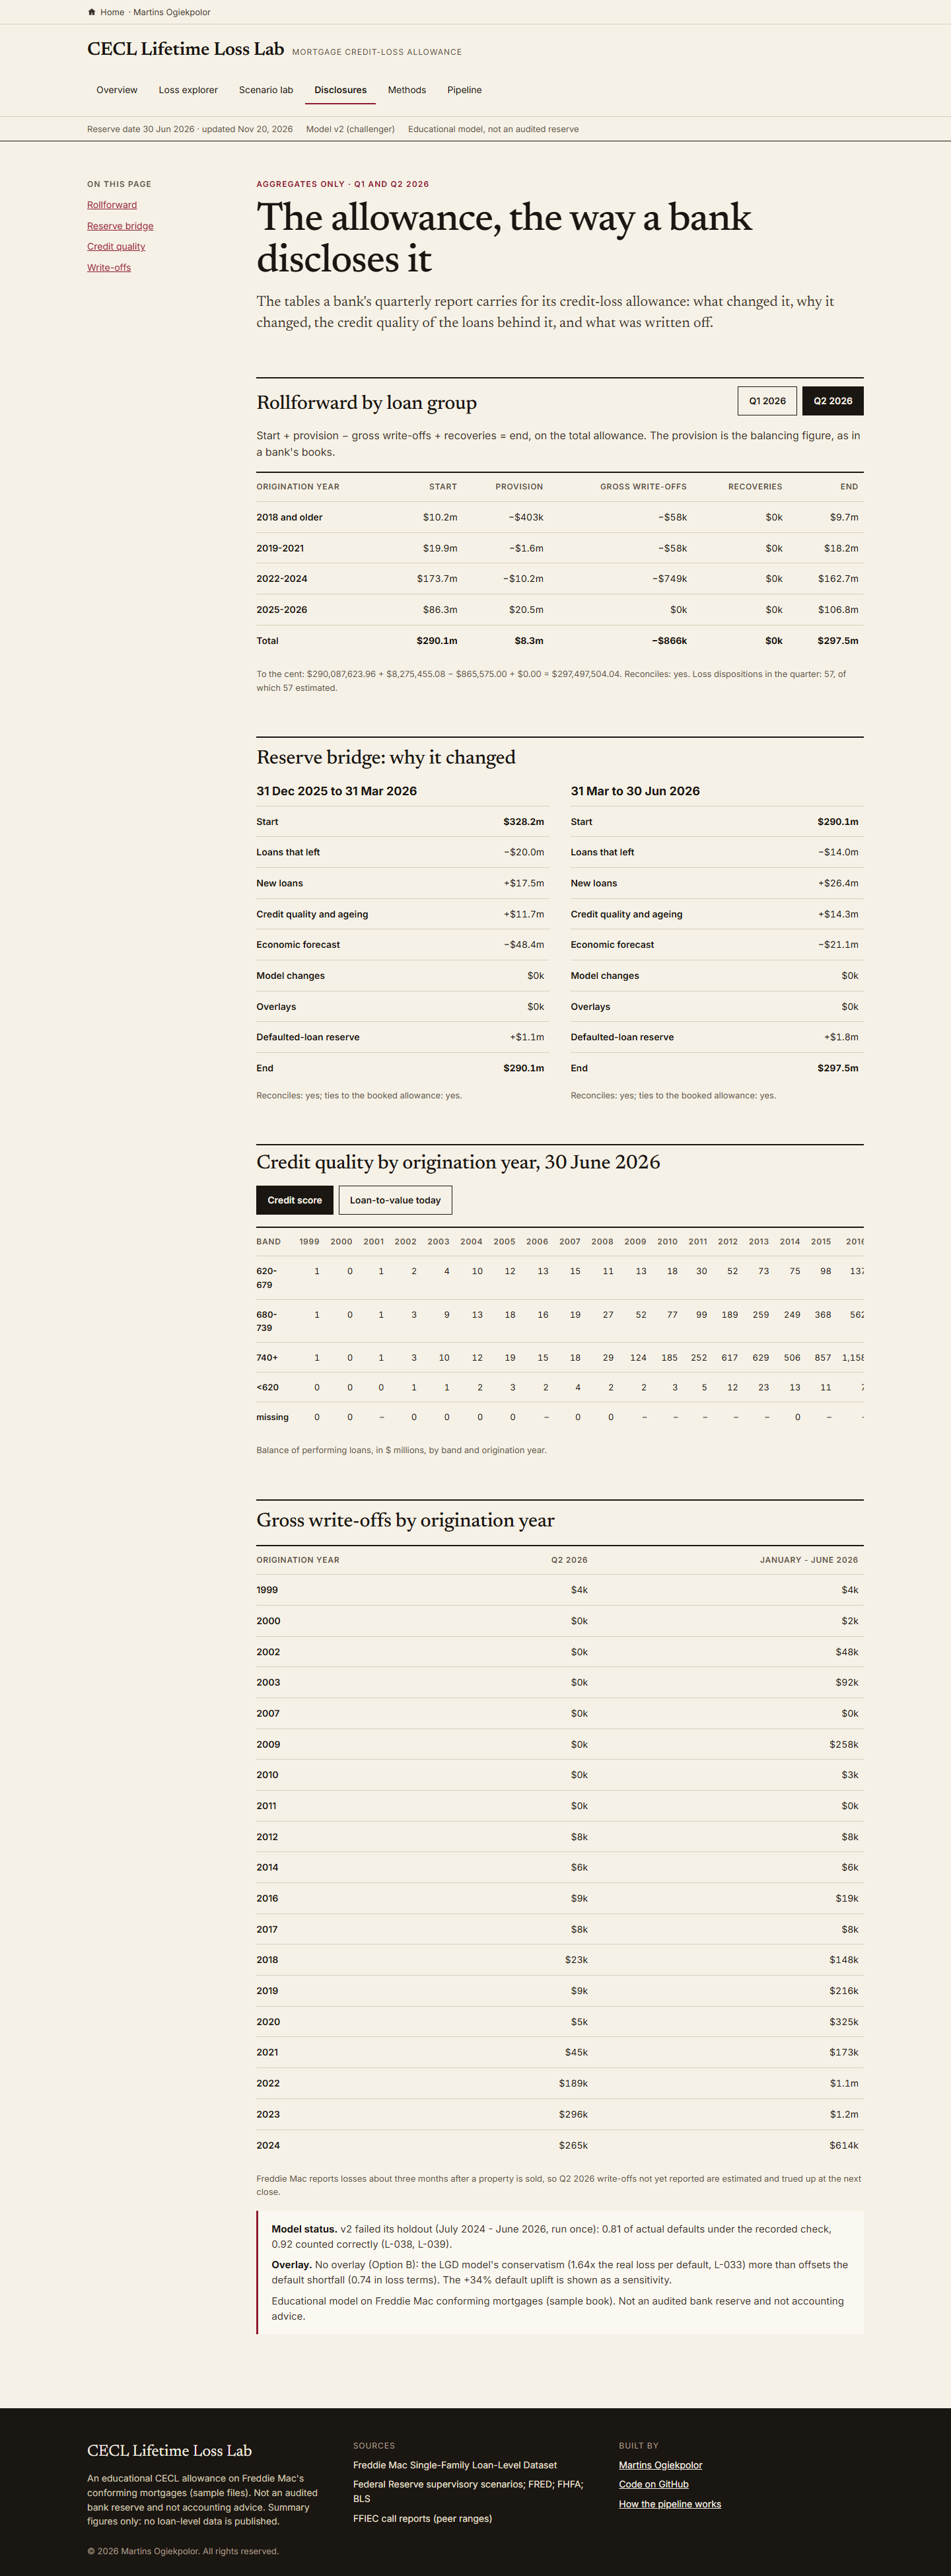 Home · Martins Ogiekpolor
CECL Lifetime Loss Lab MORTGAGE CREDIT-LOSS ALLOWANCE
Overview Loss explorer Scenario lab Disclosures Methods Pipeline
Reserve date 30 Jun 2026 · updated Nov 20, 2026 Model v2 (challenger) Educational model, not an audited reserve
ON THIS PAGE
Rollforward
Reserve bridge
Credit quality
Write-offs
AGGREGATES ONLY · Q1 AND Q2 2026
The allowance, the way a bank
discloses it
The tables a bank's quarterly report carries for its credit-loss allowance: what changed it, why it
changed, the credit quality of the loans behind it, and what was written off.
Rollforward by loan group
Q1 2026 Q2 2026
Start + provision − gross write-offs + recoveries = end, on the total allowance. The provision is the balancing figure, as in
a bank's books.
ORIGINATION YEAR START PROVISION GROSS WRITE-OFFS RECOVERIES END
2018 and older $10.2m −$403k −$58k $0k $9.7m
2019-2021 $19.9m −$1.6m −$58k $0k $18.2m
2022-2024 $173.7m −$10.2m −$749k $0k $162.7m
2025-2026 $86.3m $20.5m $0k $0k $106.8m
Total $290.1m $8.3m −$866k $0k $297.5m
To the cent: $290,087,623.96 + $8,275,455.08 − $865,575.00 + $0.00 = $297,497,504.04. Reconciles: yes. Loss dispositions in the quarter: 57, of
which 57 estimated.
Reserve bridge: why it changed
31 Dec 2025 to 31 Mar 2026
Start $328.2m
Loans that left −$20.0m
New loans +$17.5m
Credit quality and ageing +$11.7m
Economic forecast −$48.4m
Model changes $0k
Overlays $0k
Defaulted-loan reserve +$1.1m
End $290.1m
Reconciles: yes; ties to the booked allowance: yes.
31 Mar to 30 Jun 2026
Start $290.1m
Loans that left −$14.0m
New loans +$26.4m
Credit quality and ageing +$14.3m
Economic forecast −$21.1m
Model changes $0k
Overlays $0k
Defaulted-loan reserve +$1.8m
End $297.5m
Reconciles: yes; ties to the booked allowance: yes.
Credit quality by origination year, 30 June 2026
Credit score Loan-to-value today
BAND 1999 2000 2001 2002 2003 2004 2005 2006 2007 2008 2009 2010 2011 2012 2013 2014 2015 2016
620-
679 1 0 1 2 4 10 12 13 15 11 13 18 30 52 73 75 98 137
680-
739 1 0 1 3 9 13 18 16 19 27 52 77 99 189 259 249 368 562
740+ 1 0 1 3 10 12 19 15 18 29 124 185 252 617 629 506 857 1,158
<620 0 0 0 1 1 2 3 2 4 2 2 3 5 12 23 13 11 7
missing 0 0 – 0 0 0 0 – 0 0 – – – – – 0 – -
Balance of performing loans, in $ millions, by band and origination year.
Gross write-offs by origination year
ORIGINATION YEAR Q2 2026 JANUARY - JUNE 2026
1999 $4k $4k
2000 $0k $2k
2002 $0k $48k
2003 $0k $92k
2007 $0k $0k
2009 $0k $258k
2010 $0k $3k
2011 $0k $0k
2012 $8k $8k
2014 $6k $6k
2016 $9k $19k
2017 $8k $8k
2018 $23k $148k
2019 $9k $216k
2020 $5k $325k
2021 $45k $173k
2022 $189k $1.1m
2023 $296k $1.2m
2024 $265k $614k
Freddie Mac reports losses about three months after a property is sold, so Q2 2026 write-offs not yet reported are estimated and trued up at the next
close.
Model status. v2 failed its holdout (July 2024 - June 2026, run once): 0.81 of actual defaults under the recorded check,
0.92 counted correctly (L-038, L-039).
Overlay. No overlay (Option B): the LGD model's conservatism (1.64x the real loss per default, L-033) more than offsets the
default shortfall (0.74 in loss terms). The +34% default uplift is shown as a sensitivity.
Educational model on Freddie Mac conforming mortgages (sample book). Not an audited bank reserve and not accounting
advice.
CECL Lifetime Loss Lab
An educational CECL allowance on Freddie Mac's
conforming mortgages (sample files). Not an audited
bank reserve and not accounting advice. Summary
figures only: no loan-level data is published.
© 2026 Martins Ogiekpolor. All rights reserved.
SOURCES
Freddie Mac Single-Family Loan-Level Dataset
Federal Reserve supervisory scenarios; FRED; FHFA;
BLS
FFIEC call reports (peer ranges)
BUILT BY
Martins Ogiekpolor
Code on GitHub
How the pipeline works